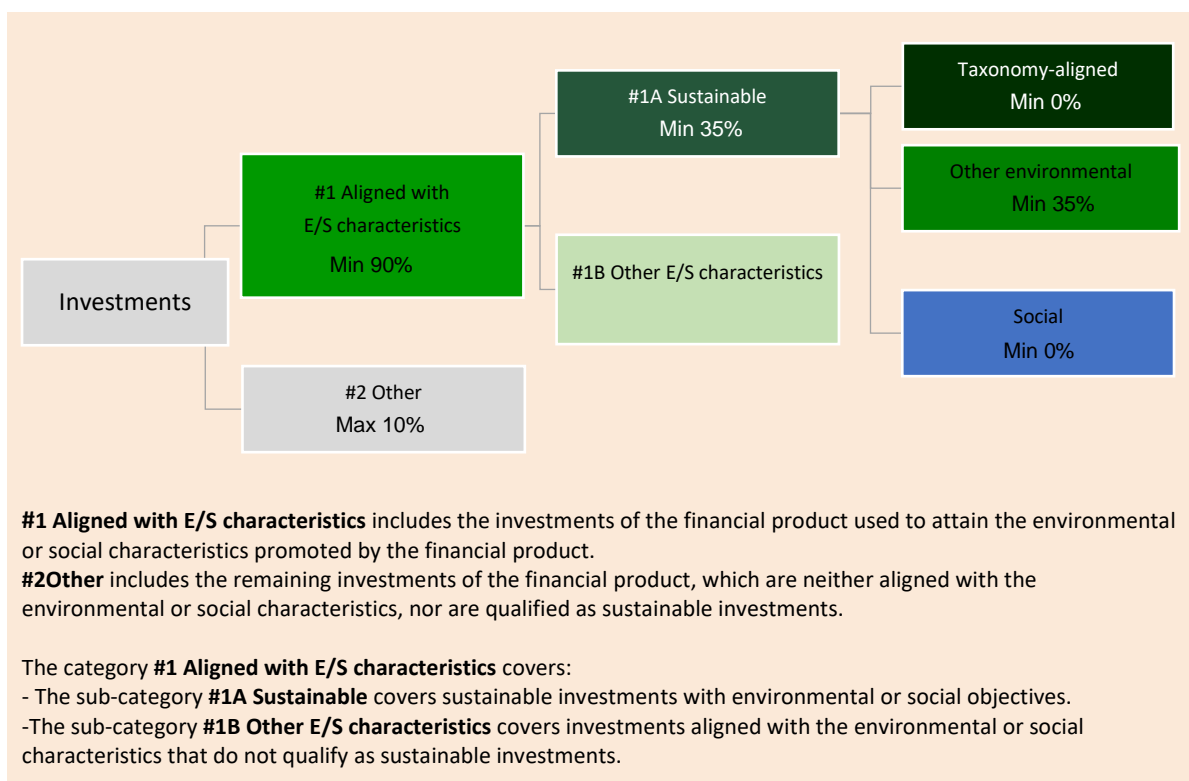 Taxonomy-aligned
Min 0%
#1A Sustainable
Min 35%
Other environmental
Min 35%
#1 Aligned with
E/S characteristics
Min 90%
#1B Other E/S characteristics
Investments
Social
Min 0%
#2 Other
Max 10%
#1 Aligned with E/S characteristics includes the investments of the financial product used to attain the environmental
or social characteristics promoted by the financial product.
#2Other includes the remaining investments of the financial product, which are neither aligned with the
environmental or social characteristics, nor are qualified as sustainable investments.
The category #1 Aligned with E/S characteristics covers:
- The sub-category #1A Sustainable covers sustainable investments with environmental or social objectives.
-The sub-category #1B Other E/S characteristics covers investments aligned with the environmental or social
characteristics that do not qualify as sustainable investments.